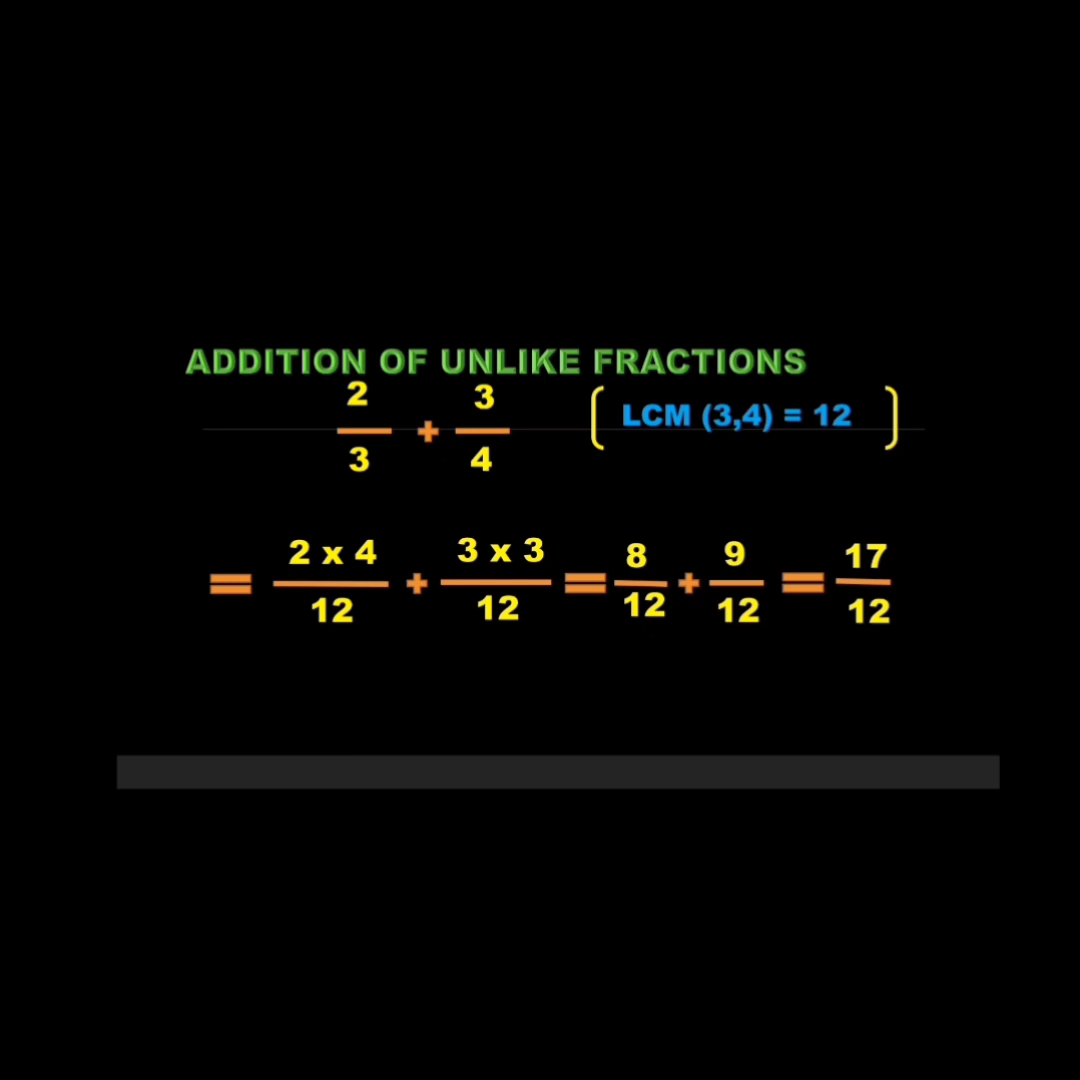 ADDITION OF UNLIKE FRACTIONS
2/3 + 3/4 [ LCM (3,4) = 12 ]
= 2 x 4/12 + 3 x 3/12 = 8/12 + 9/12 = 17/12